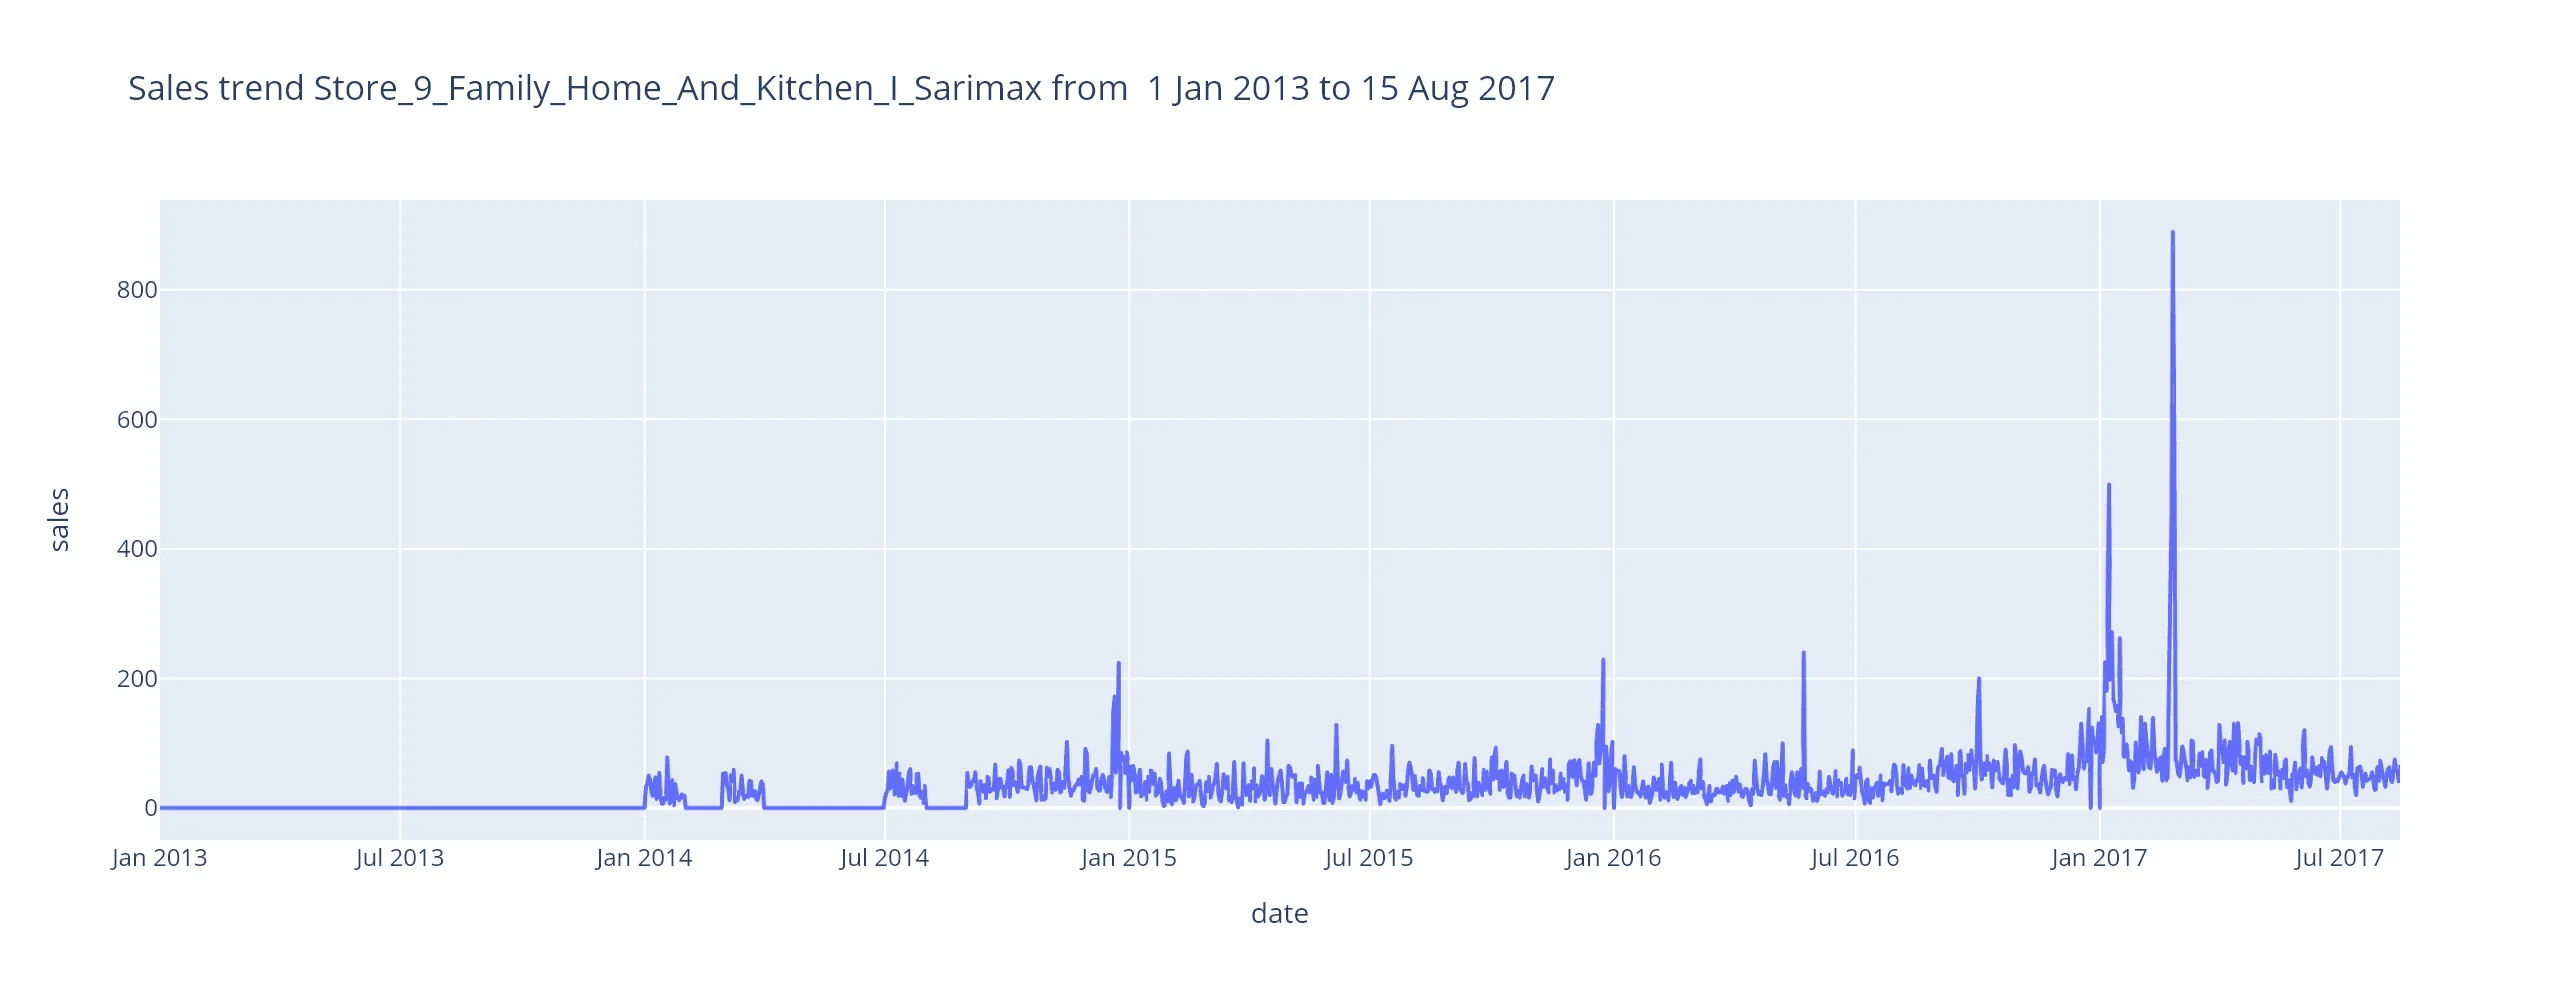 Sales trend Store_9_Family_Home_And_Kitchen_I_Sarimax from  1 Jan 2013 to 15 Aug 2017
sales
800
600
400
200
0
Jan 2013 Jul 2013 Jan 2014 Jul 2014 Jan 2015 Jul 2015 Jan 2016 Jul 2016 Jan 2017 Jul 2017
date